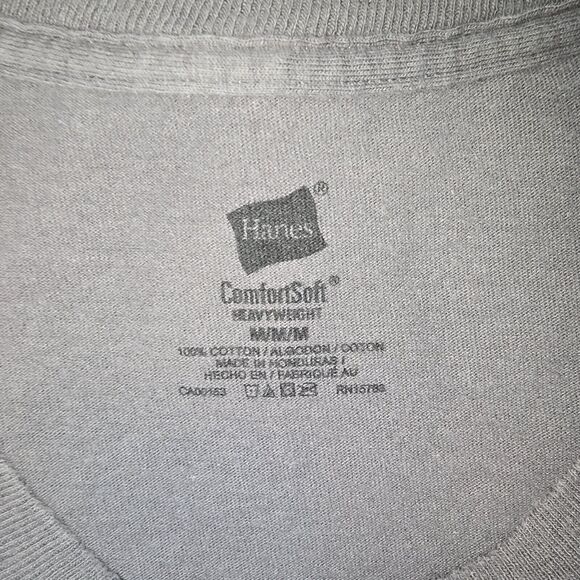 Hanes®
ComfortSoft®
HEAVYWEIGHT
M/M/M
100% COTTON / ALGODON / COTON
MADE IN HONDURAS /
HECHO EN / FABRIQUE AU
CA00153 RN15763